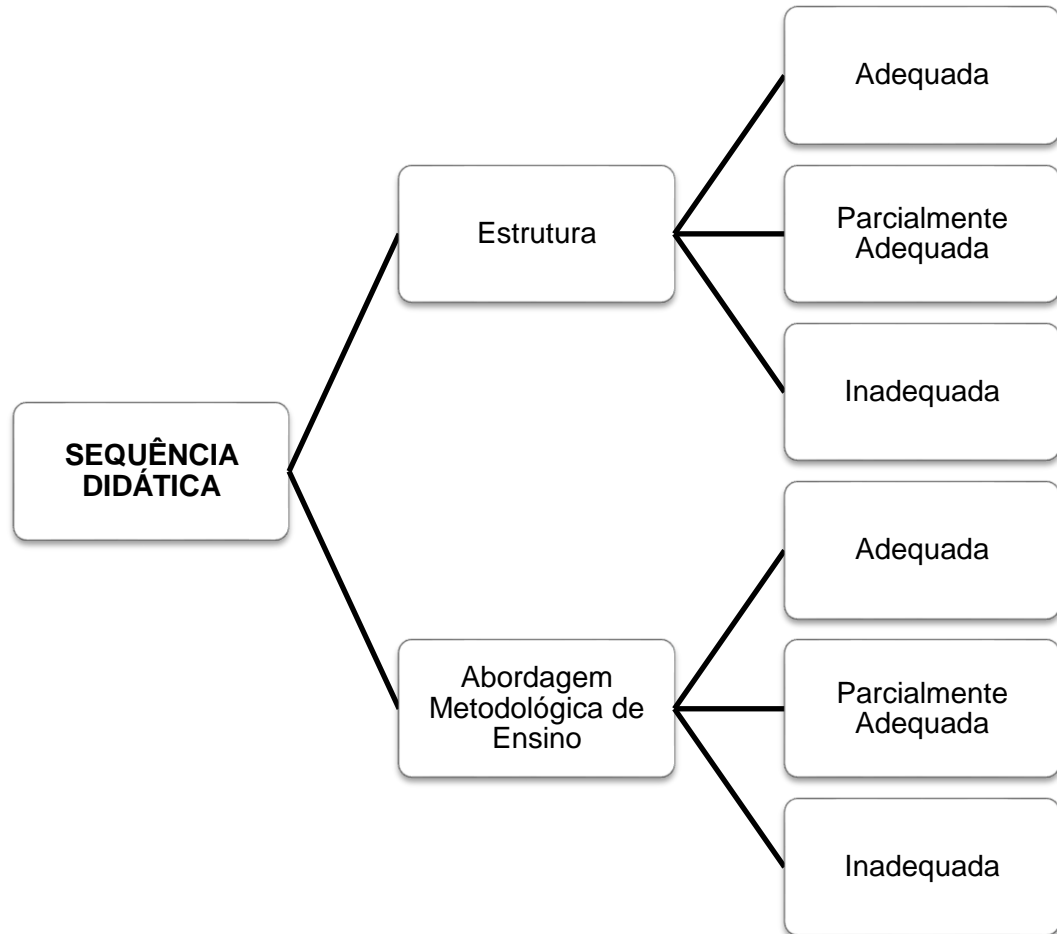 SEQUÊNCIA
DIDÁTICA
Estrutura
Adequada
Parcialmente
Adequada
Inadequada
Abordagem
Metodológica de
Ensino
Adequada
Parcialmente
Adequada
Inadequada